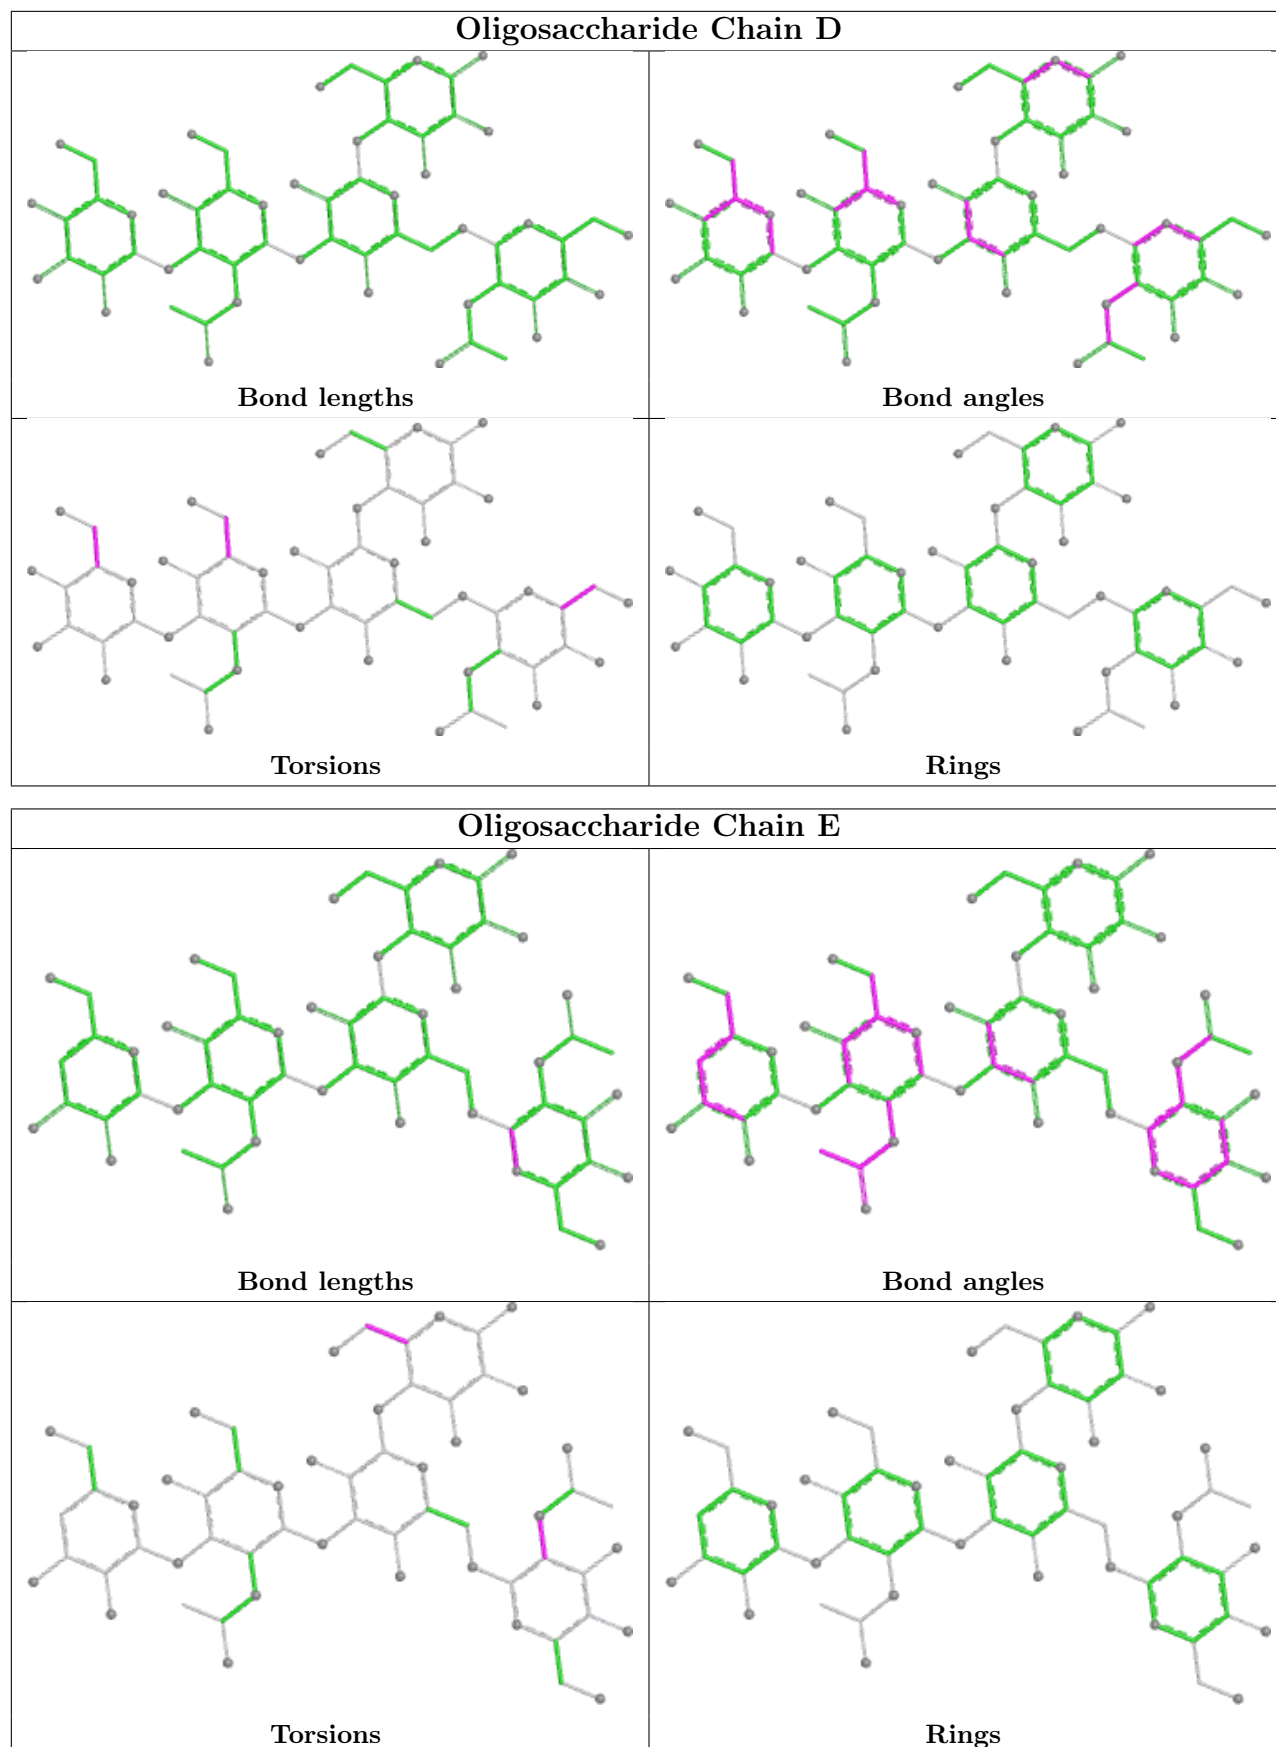 Oligosaccharide Chain D
Bond lengths
Bond angles
Torsions
Rings
Oligosaccharide Chain E
Bond lengths
Bond angles
Torsions
Rings